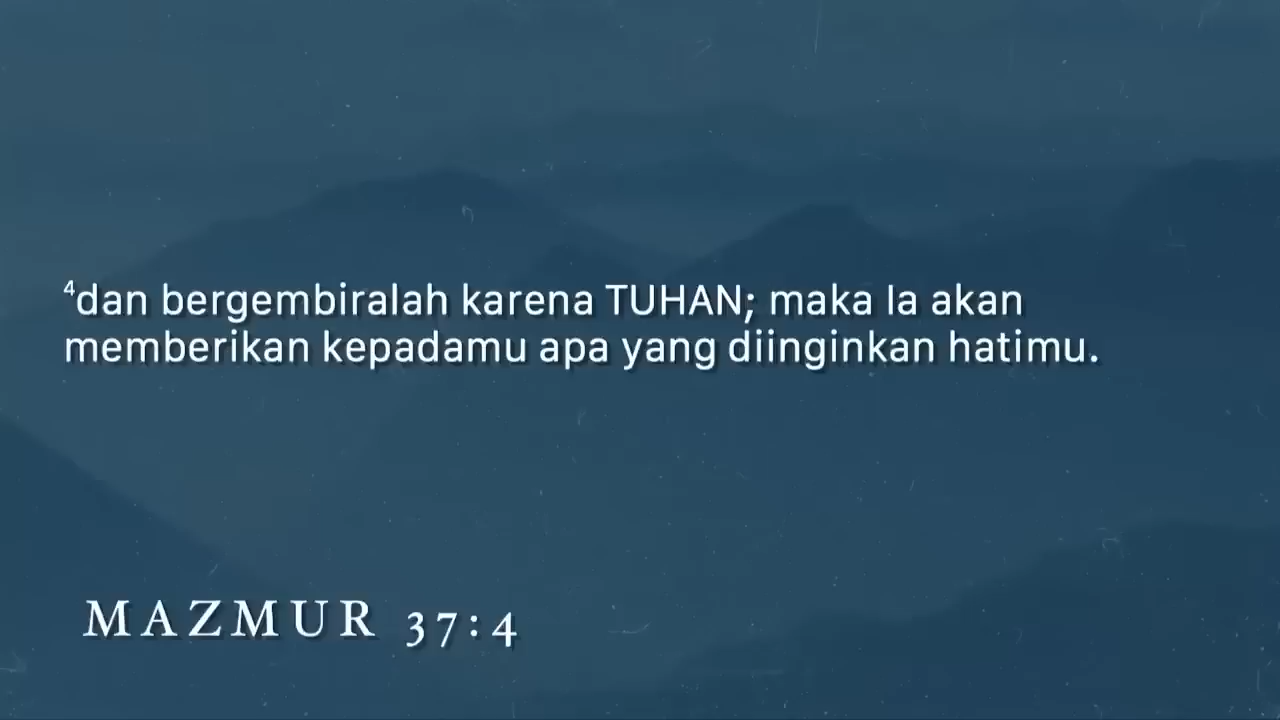 ⁴dan bergembiralah karena TUHAN; maka Ia akan
memberikan kepadamu apa yang diinginkan hatimu.
MAZMUR 37:4